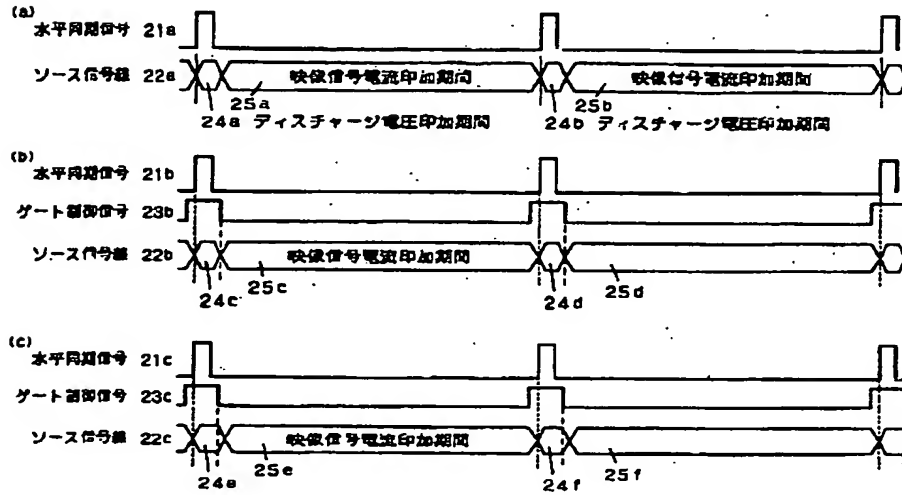 (a)
水平同期信号 21a
ソース信号線 22a 映像信号電流印加期間 映像信号電流印加期間
25a 25b
24a ディスチャージ電圧印加期間 24b ディスチャージ電圧印加期間
(b)
水平同期信号 21b
ゲート制御信号 23b
ソース信号線 22b 映像信号電流印加期間
24c 25c 24d 25d
(c)
水平同期信号 21c
ゲート制御信号 23c
ソース信号線 22c 映像信号電流印加期間
24e 25e 24f 25f